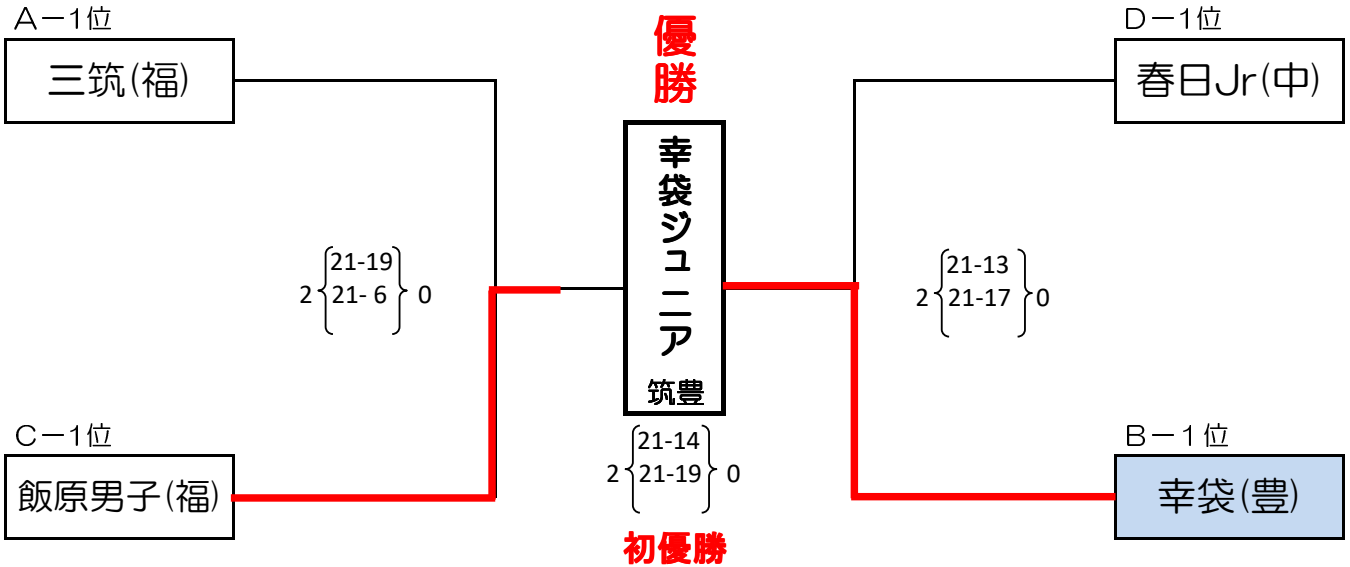 A－1位
三筑(福)
優勝
D－1位
春日Jr(中)
幸袋ジュニア
筑豊
21-19
2 21- 6 0
21-13
2 21-17 0
C－1位
飯原男子(福)
21-14
2 21-19 0
初優勝
B－1位
幸袋(豊)